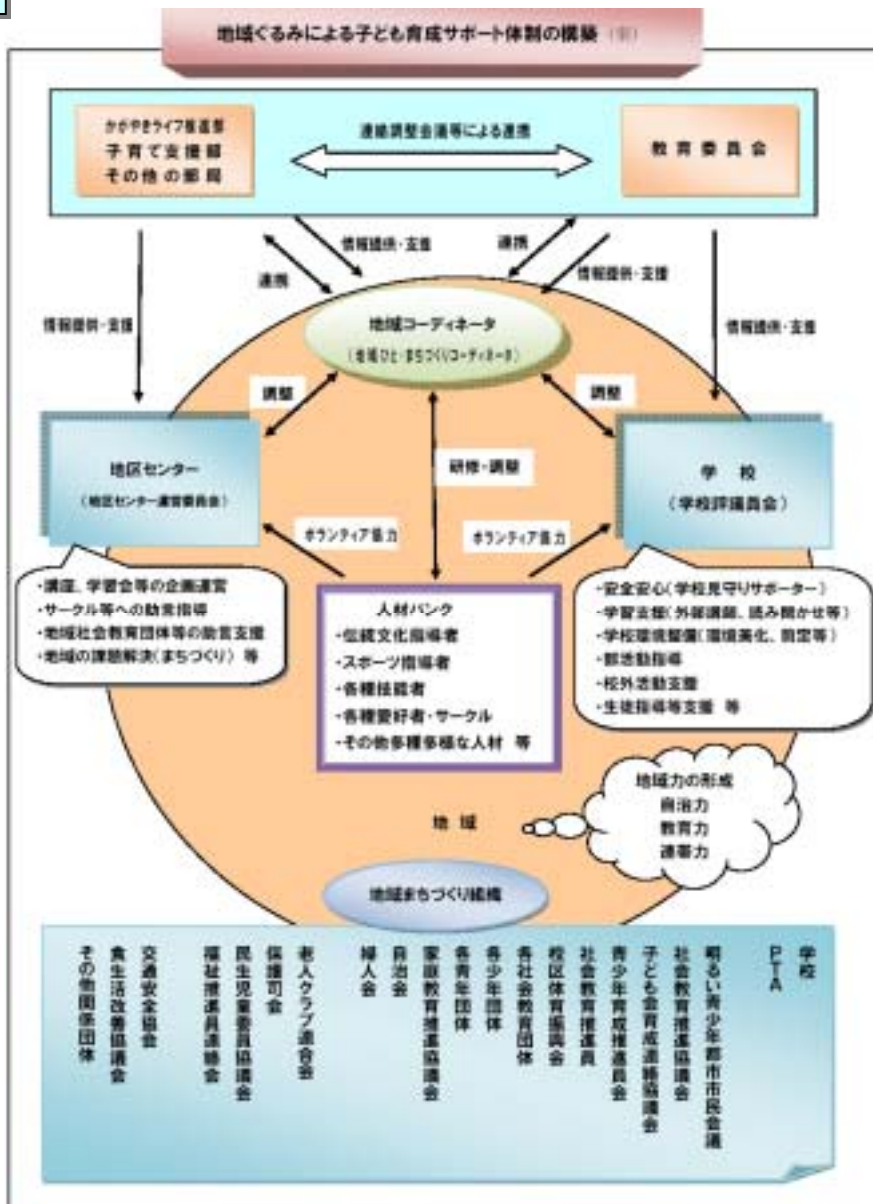 地域ぐるみによる子ども育成サポート体制の構築
かがやきライフ推進部
子育て支援部
その他の部局
連絡調整会議等による連携
教育委員会
情報提供・支援
連携
情報提供・支援
連携
情報提供・支援
情報提供・支援
地域コーディネータ
(地域ひと・まちづくりコーディネータ)
調整
調整
研修・調整
地区センター
(地区センター運営委員会)
学校
(学校評議員会)
ボランティア協力
ボランティア協力
・講座、学習会等の企画運営
・サークル等への助言指導
・地域社会教育団体等の助言支援
・地域の課題解決(まちづくり) 等
人材バンク
・伝統文化指導者
・スポーツ指導者
・各種技能者
・各種愛好者・サークル
・その他多種多様な人材 等
・安全安心(学校見守りサポーター)
・学習支援(外部講師、読み聞かせ等)
・学校環境整備(環境美化、剪定等)
・部活動指導
・校外活動支援
・生徒指導等支援 等
地域力の形成
自治力
教育力
連帯力
地域
地域まちづくり組織
学校
PTA
明るい青少年都市市民会議
社会教育推進協議会
子ども会育成連絡協議会
青少年育成推進員会
社会教育推進員
校区体育振興会
各社会教育団体
各少年団体
各青年団体
家庭教育推進協議会
自治会
婦人会
老人クラブ連合会
保護司会
民生児童委員協議会
福祉推進員連絡会
交通安全協会
食生活改善協議会
その他関係団体